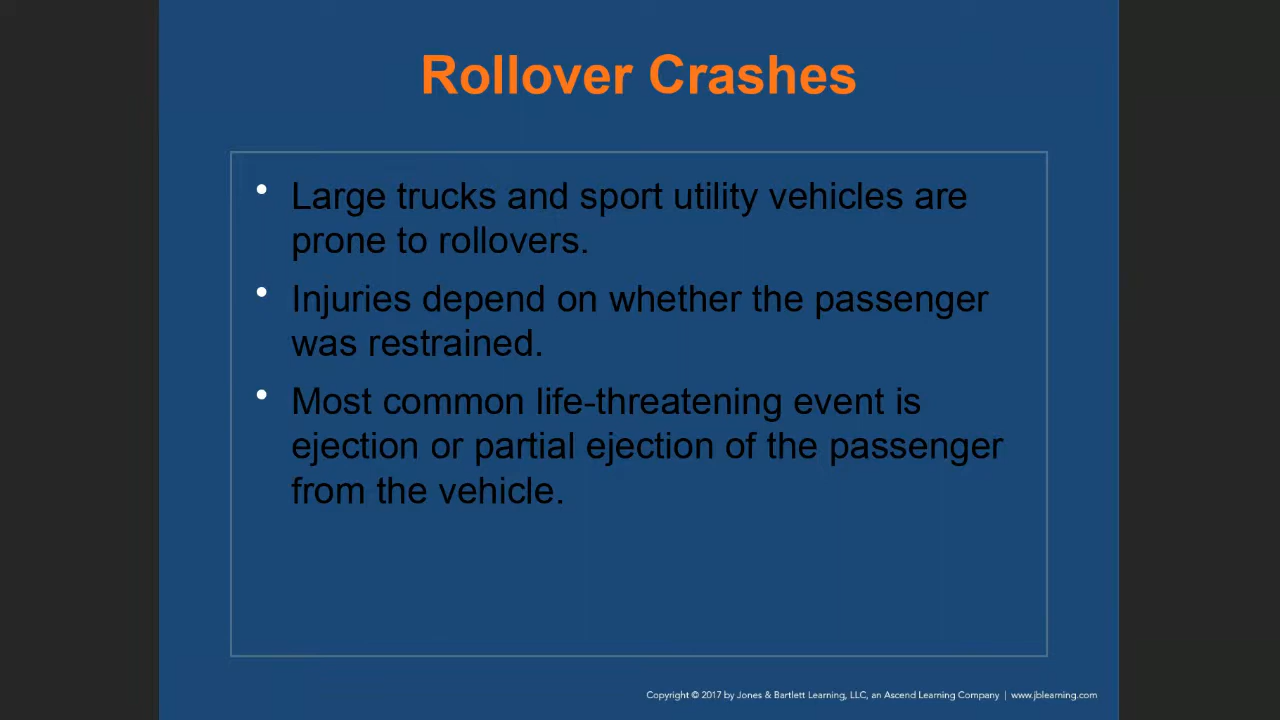 Rollover Crashes
• Large trucks and sport utility vehicles are
prone to rollovers.
• Injuries depend on whether the passenger
was restrained.
• Most common life-threatening event is
ejection or partial ejection of the passenger
from the vehicle.
Copyright © 2017 by Jones & Bartlett Learning, LLC, an Ascend Learning Company | www.jblearning.com